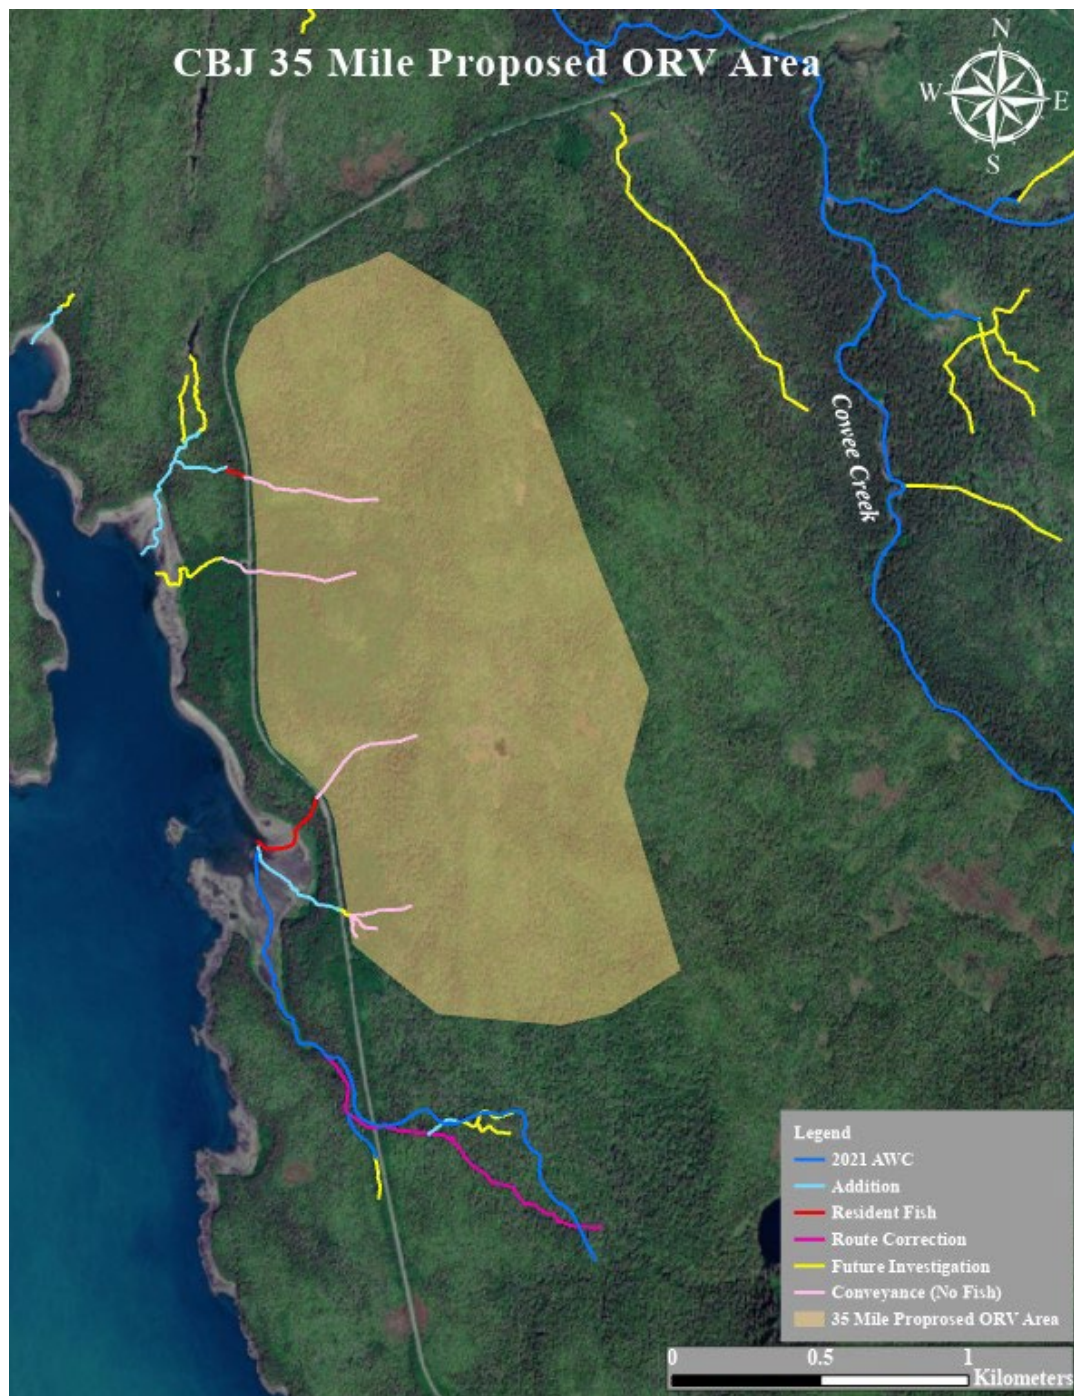 CBJ 35 Mile Proposed ORV Area
N
W
E
S
Cowee Creek
Legend
2021 AWC
Addition
Resident Fish
Route Correction
Future Investigation
Conveyance (No Fish)
35 Mile Proprosed ORV Area
0 0.5 1
Kilometers